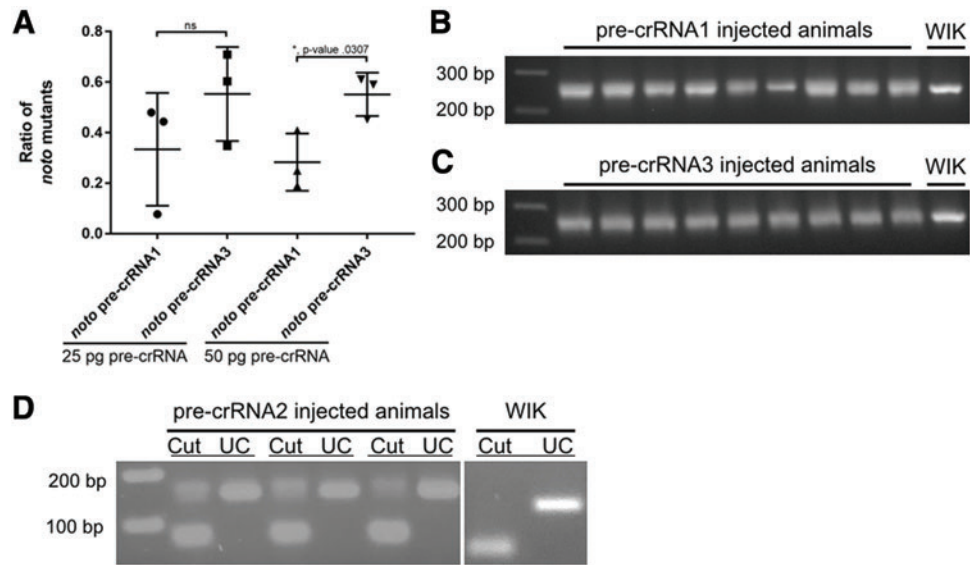 A
Ratio of
noto mutants
0.8
0.6
0.4
0.2
0.0
ns
*, p-value .0307
noto pre-crRNA1
noto pre-crRNA3
noto pre-crRNA1
noto pre-crRNA3
25 pg pre-crRNA
50 pg pre-crRNA
B
pre-crRNA1 injected animals
WIK
300 bp
200 bp
C
pre-crRNA3 injected animals
WIK
300 bp
200 bp
D
pre-crRNA2 injected animals
WIK
Cut UC Cut UC Cut UC Cut UC
200 bp
100 bp